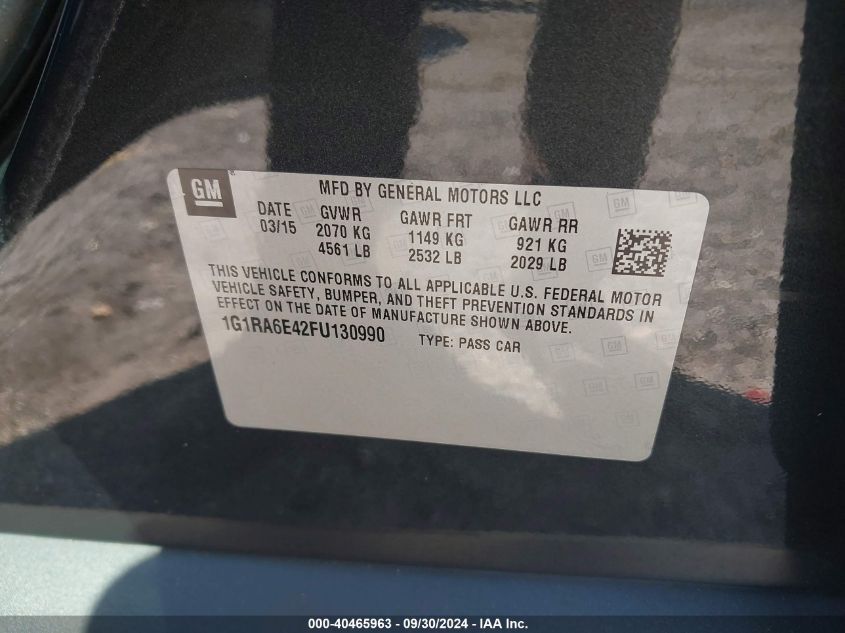 GM
MFD BY GENERAL MOTORS LLC
DATE GVWR GAWR FRT GAWR RR
03/15 2070 KG 1149 KG 921 KG
4561 LB 2532 LB 2029 LB
THIS VEHICLE CONFORMS TO ALL APPLICABLE U.S. FEDERAL MOTOR
VEHICLE SAFETY, BUMPER, AND THEFT PREVENTION STANDARDS IN
EFFECT ON THE DATE OF MANUFACTURE SHOWN ABOVE.
1G1RA6E42FU130990 TYPE: PASS CAR
000-40465963 - 09/30/2024 - IAA Inc.